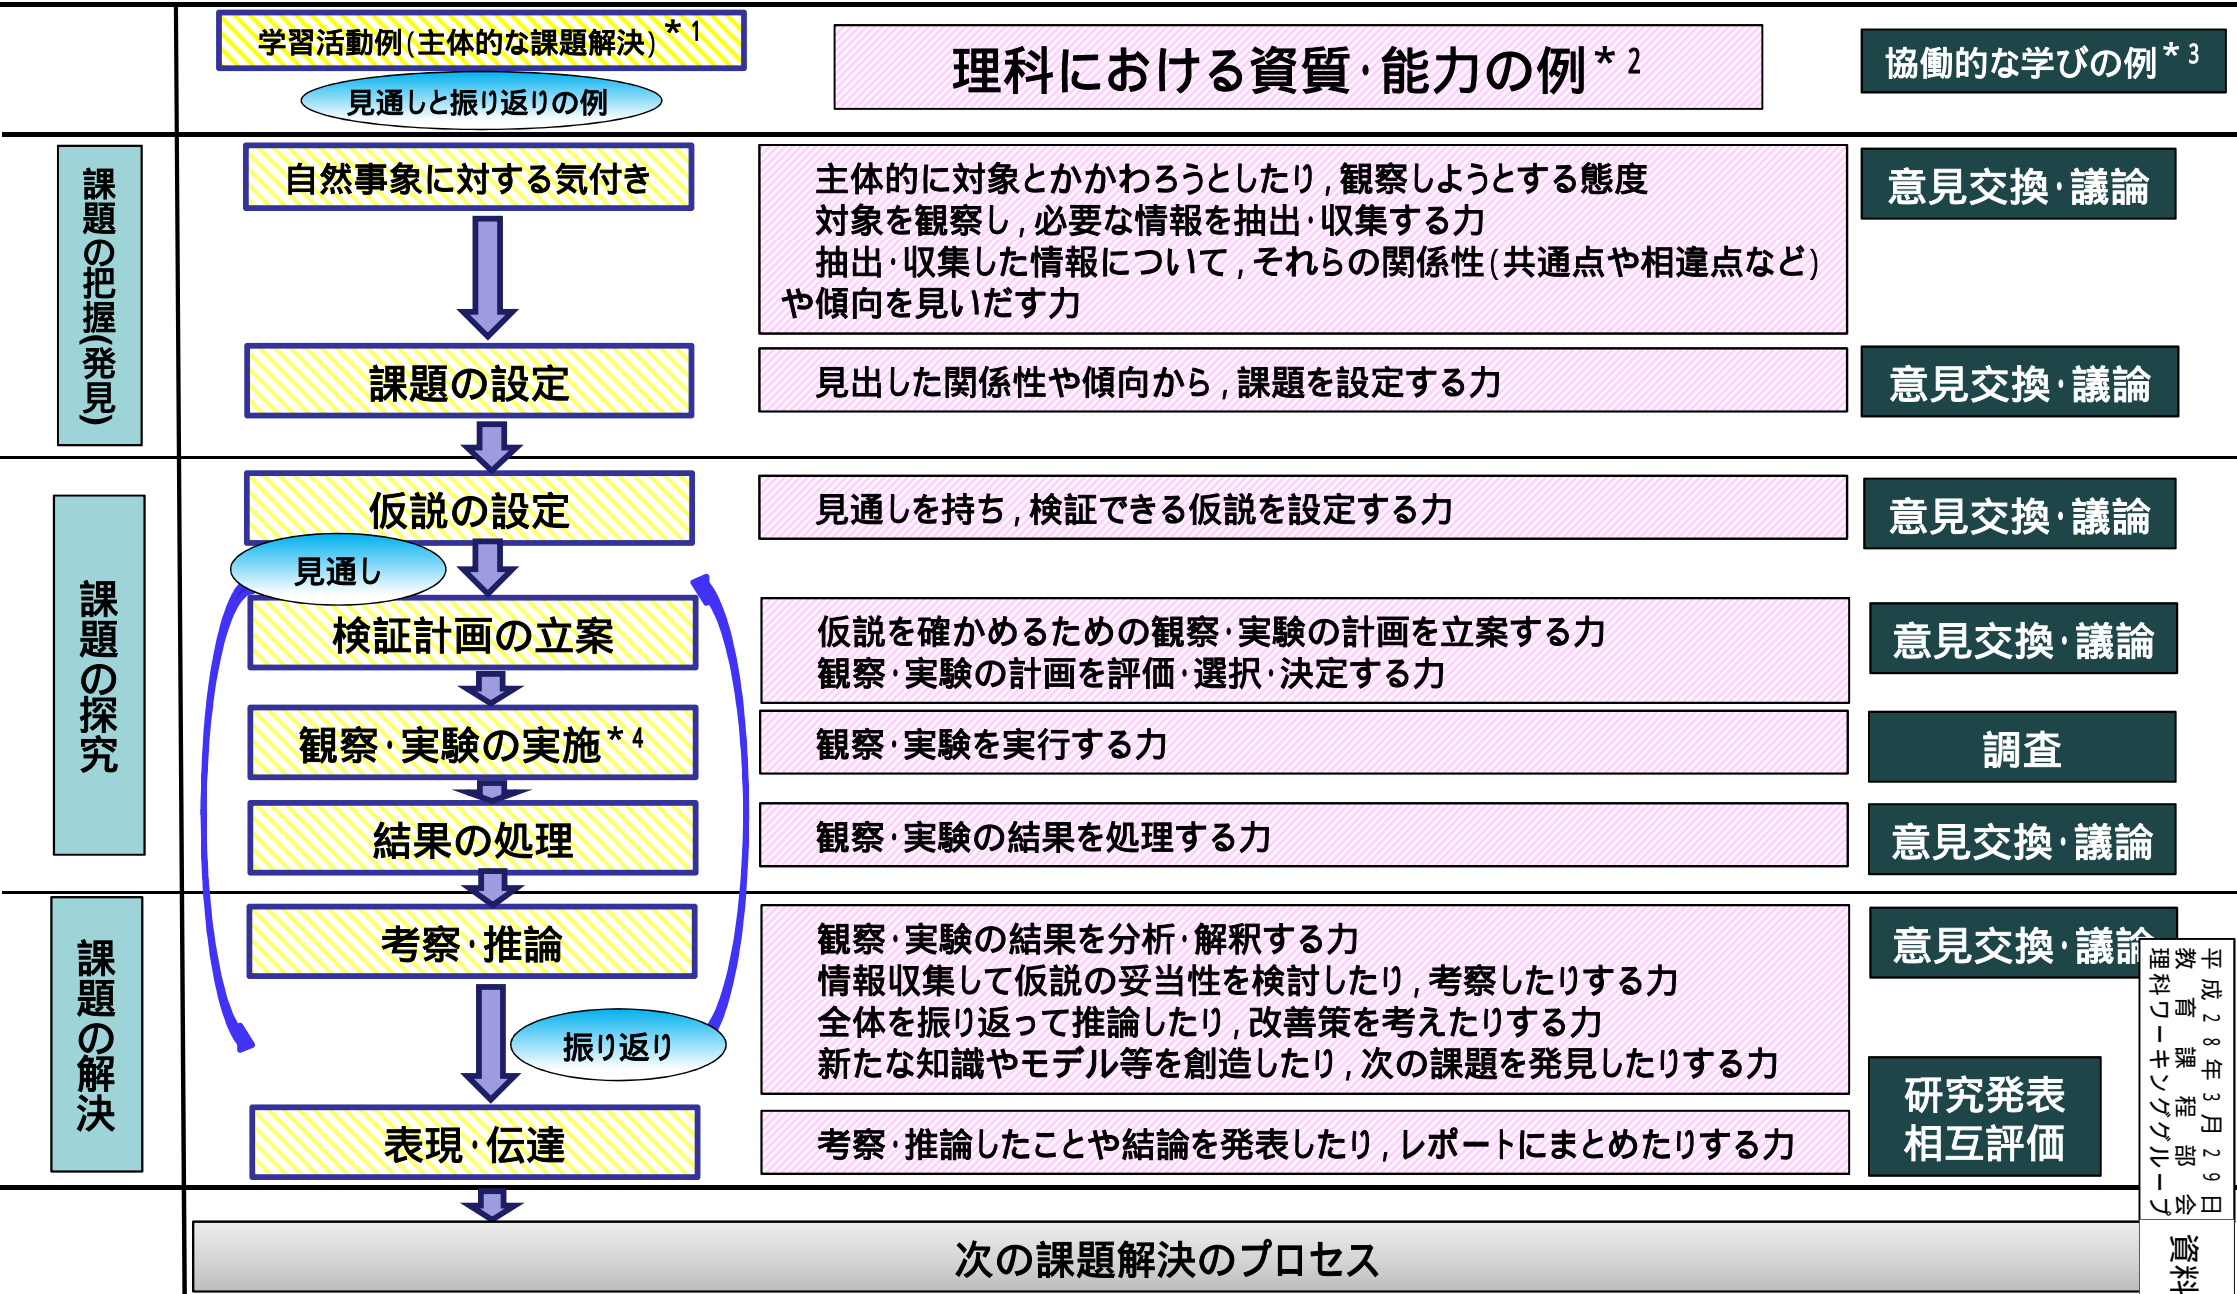 学習活動例(主体的な課題解決)*1
見通しと振り返りの例
理科における資質・能力の例*2
協働的な学びの例*3
課題の把握(発見)
自然事象に対する気付き
主体的に対象とかかわろうとしたり,観察しようとする態度
対象を観察し,必要な情報を抽出・収集する力
抽出・収集した情報について,それらの関係性(共通点や相違点など)
や傾向を見いだす力
意見交換・議論
課題の設定
見出した関係性や傾向から,課題を設定する力
意見交換・議論
課題の探究
仮説の設定
見通しを持ち,検証できる仮説を設定する力
意見交換・議論
見通し
検証計画の立案
仮説を確かめるための観察・実験の計画を立案する力
観察・実験の計画を評価・選択・決定する力
意見交換・議論
観察・実験の実施*4
観察・実験を実行する力
調査
結果の処理
観察・実験の結果を処理する力
意見交換・議論
課題の解決
考察・推論
観察・実験の結果を分析・解釈する力
情報収集して仮説の妥当性を検討したり,考察したりする力
全体を振り返って推論したり,改善策を考えたりする力
新たな知識やモデル等を創造したり,次の課題を発見したりする力
意見交換・議論
振り返り
表現・伝達
考察・推論したことや結論を発表したり,レポートにまとめたりする力
研究発表
相互評価
次の課題解決のプロセス
平成28年3月29日
教育課程部会
理科ワーキンググループ
資料